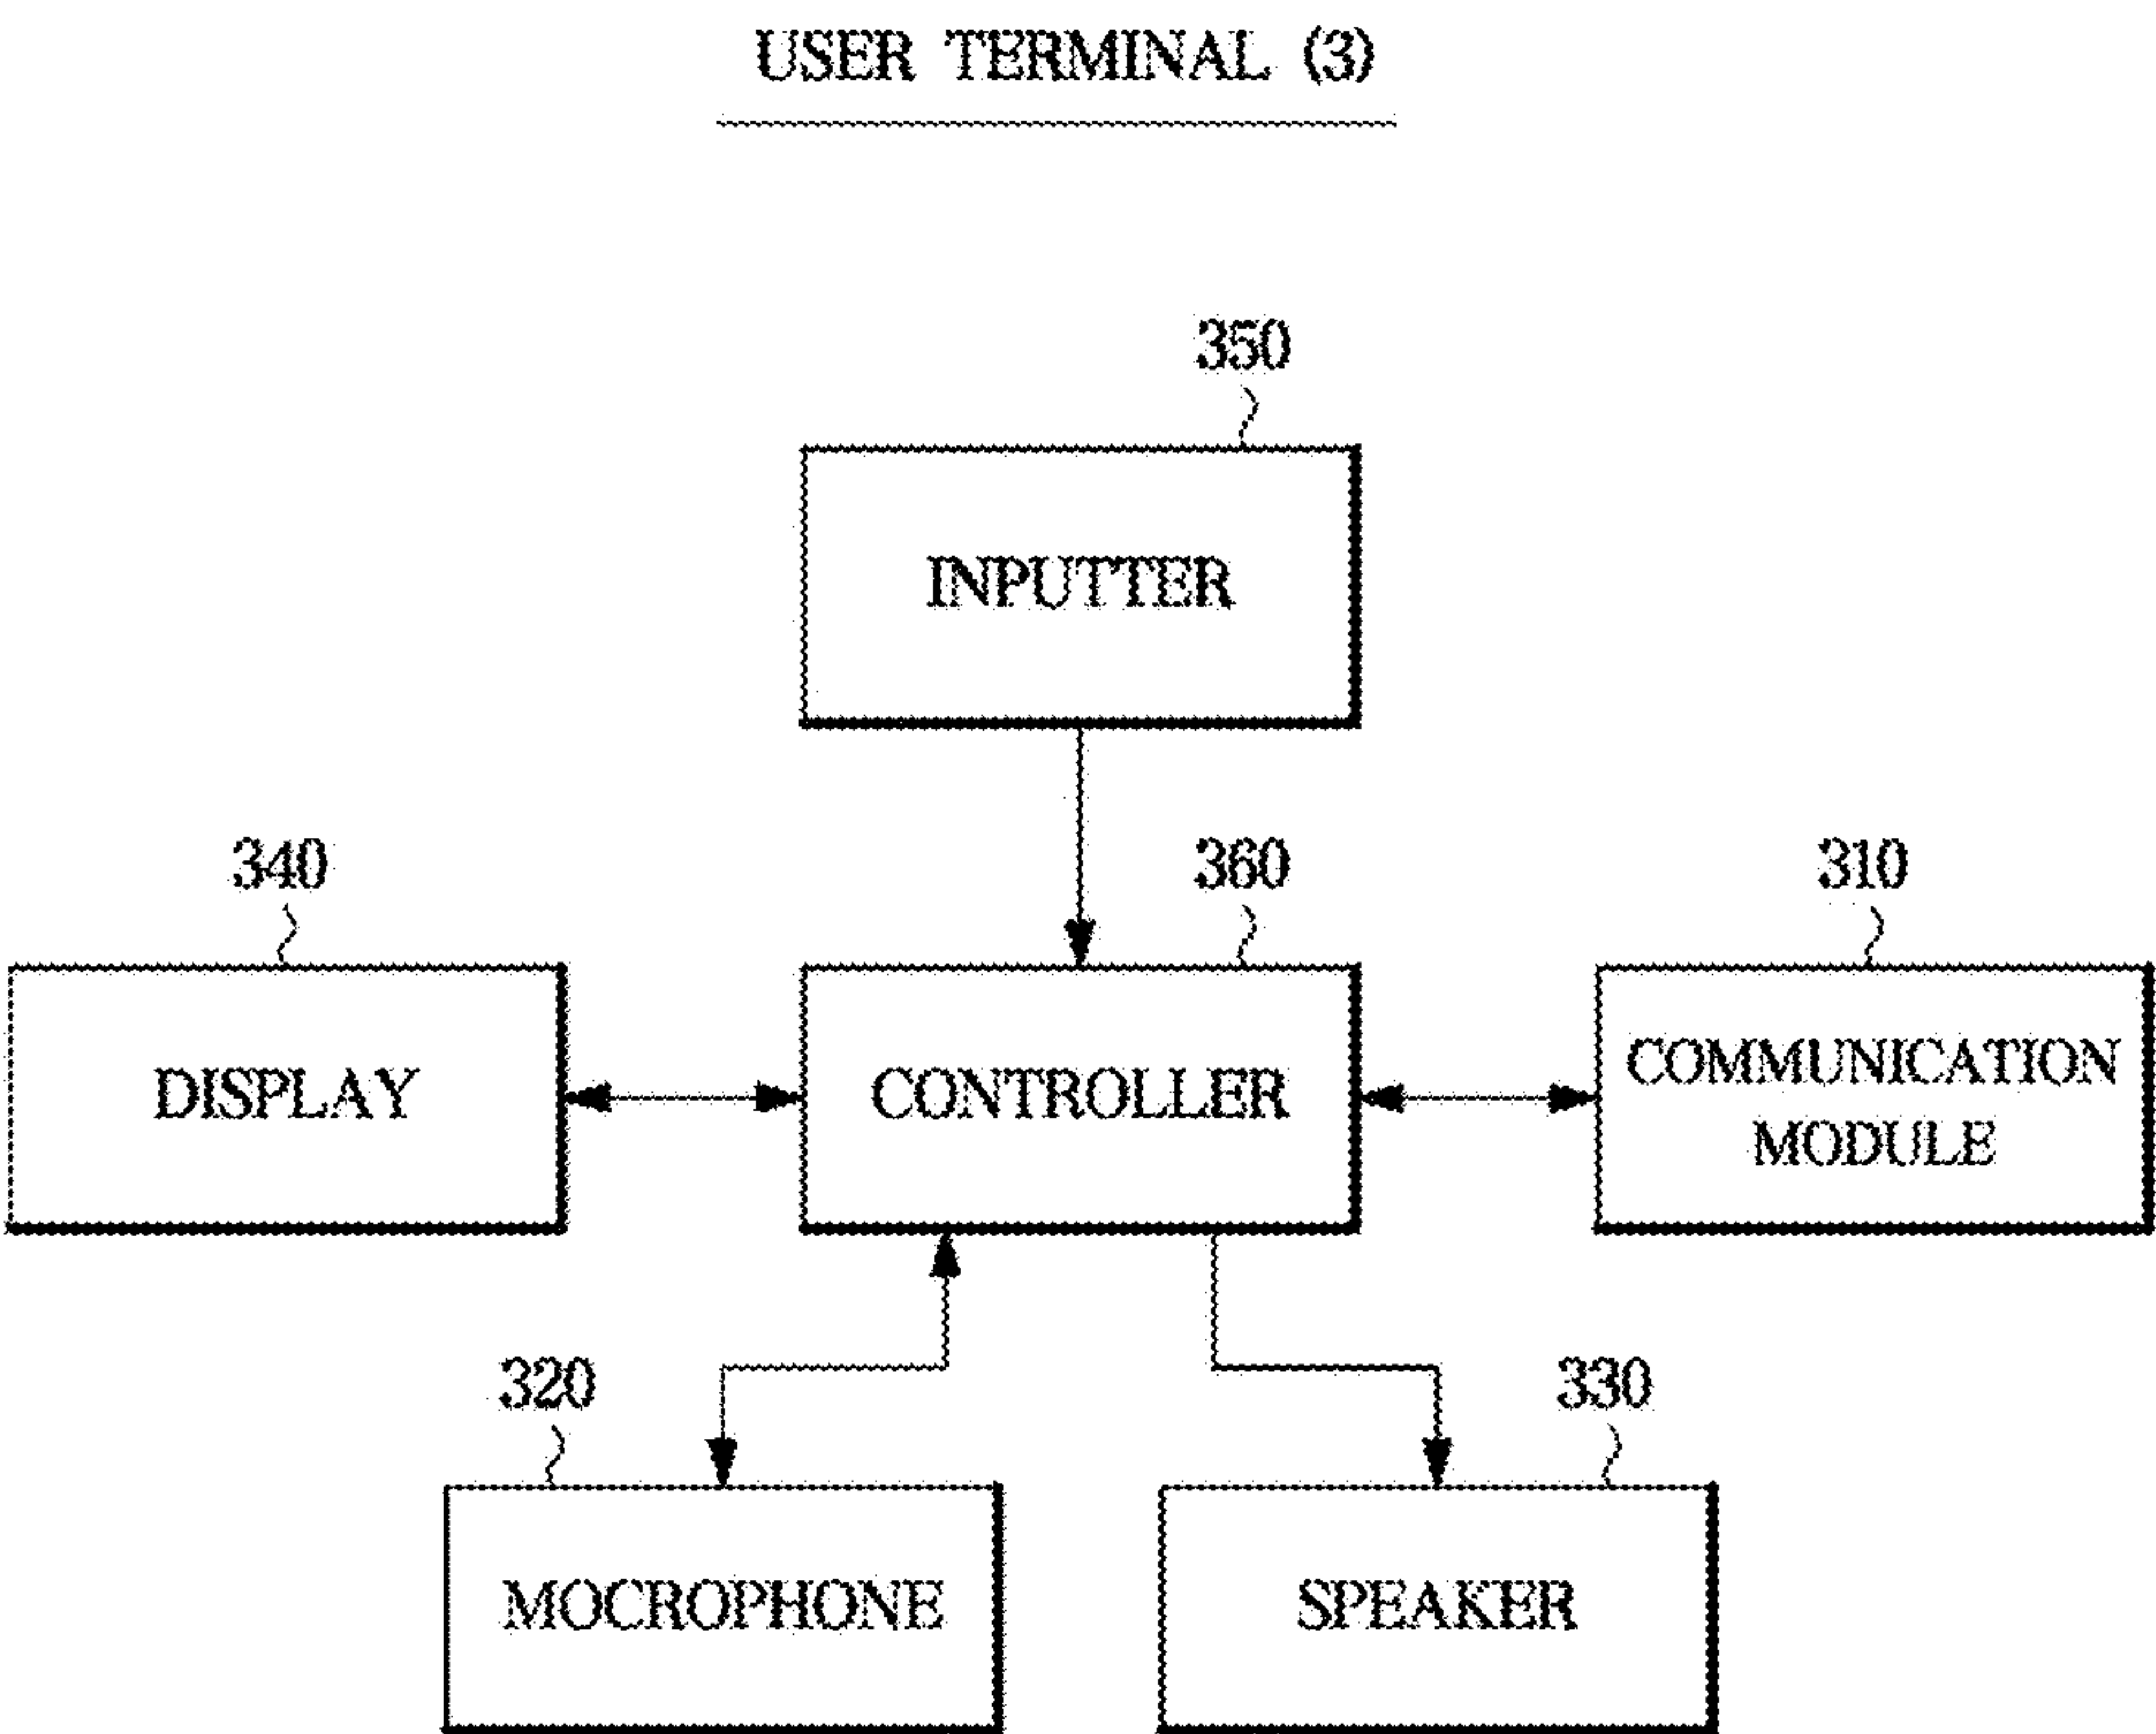 USER TERMINAL (3)
350
INPUTTER
340
360
310
DISPLAY
CONTROLLER
COMMUNICATION
MODULE
320
330
MOCROPHONE
SPEAKER